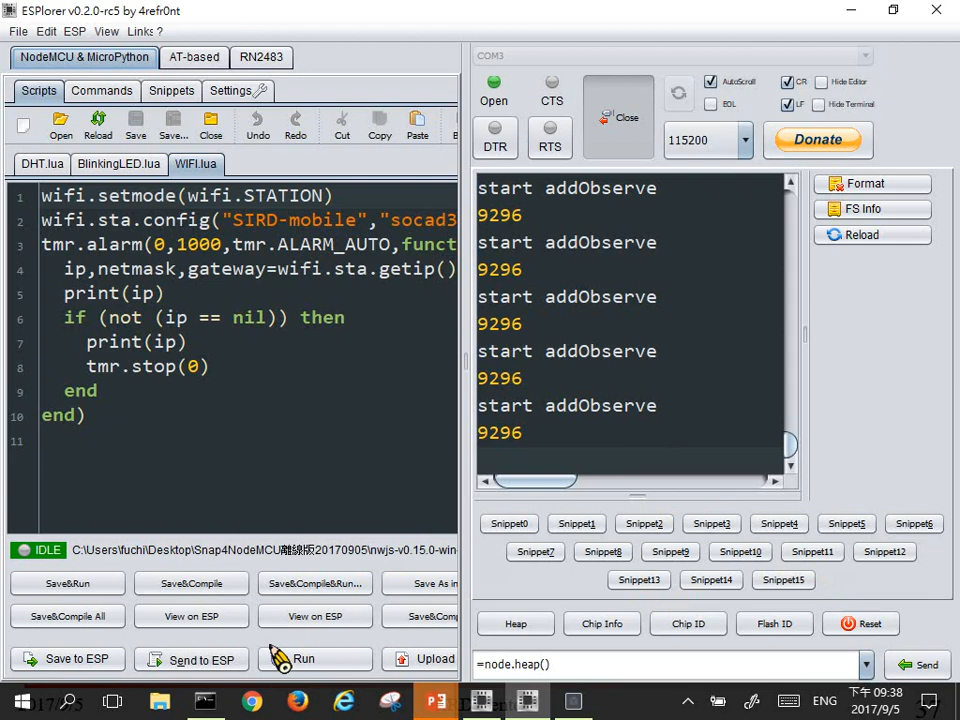 ESPlorer v0.2.0-rc5 by 4refr0nt
File Edit ESP View Links ?
NodeMCU & MicroPython AT-based RN2483
Scripts Commands Snippets Settings
Open Reload Save Save... Close Undo Redo Cut Copy Paste
DHT.lua BlinkingLED.lua WIFI.lua
1 wifi.setmode(wifi.STATION)
2 wifi.sta.config("SIRD-mobile","socad3
3 tmr.alarm(0,1000,tmr.ALARM_AUTO,funct
4 ip,netmask,gateway=wifi.sta.getip()
5 print(ip)
6 if (not (ip == nil)) then
7 print(ip)
8 tmr.stop(0)
9 end
10 end)
11
IDLE C:\Users\fuchi\Desktop\Snap4NodeMCU離線版20170905\nwjs-v0.15.0-win-
Save&Run Save&Compile Save&Compile&Run... Save As in
Save&Compile All View on ESP View on ESP Save&Comp
Save to ESP Send to ESP Run Upload
COM3
Open CTS Close AutoScroll CR Hide Editor
EOL LF Hide Terminal
DTR RTS 115200 Donate
start addObserve
9296
start addObserve
9296
start addObserve
9296
start addObserve
9296
start addObserve
9296
Format
FS Info
Reload
Snippet0 Snippet1 Snippet2 Snippet3 Snippet4 Snippet5 Snippet6
Snippet7 Snippet8 Snippet9 Snippet10 Snippet11 Snippet12
Snippet13 Snippet14 Snippet15
Heap Chip Info Chip ID Flash ID Reset
=node.heap() Send
ENG 下午 09:38
2017/9/5
2017/9/5
37